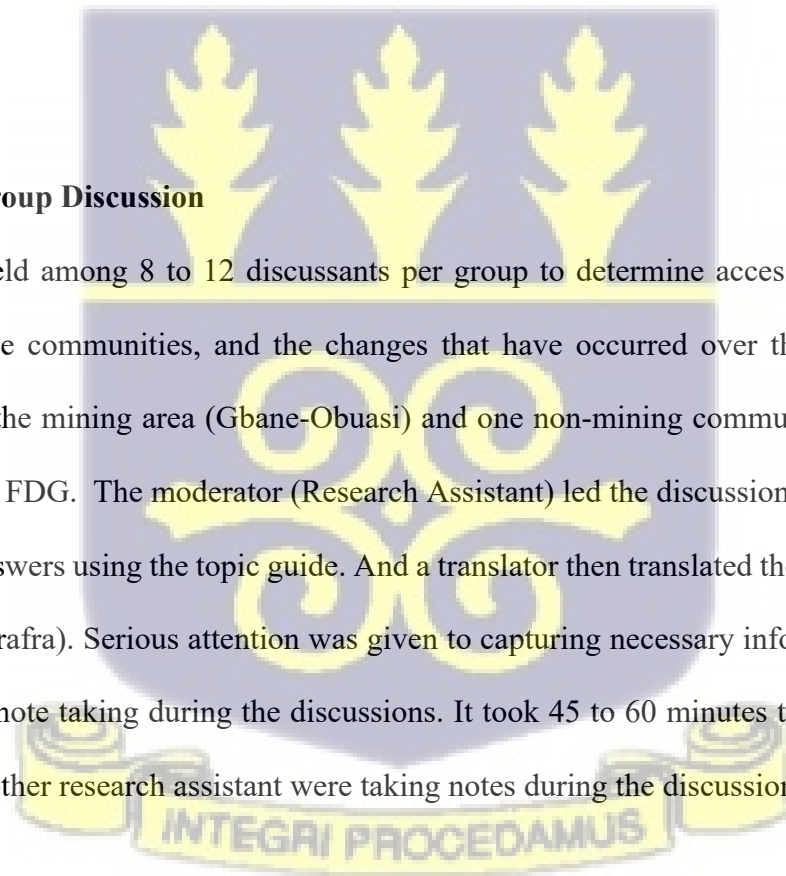 roup Discussion
eld among 8 to 12 discussants per group to determine acces
e communities, and the changes that have occurred over th
the mining area (Gbane-Obuasi) and one non-mining commu
FDG. The moderator (Research Assistant) led the discussion
swers using the topic guide. And a translator then translated the
rafra). Serious attention was given to capturing necessary info
note taking during the discussions. It took 45 to 60 minutes t
other research assistant were taking notes during the discussion
INTEGRI PROCEDAMUS